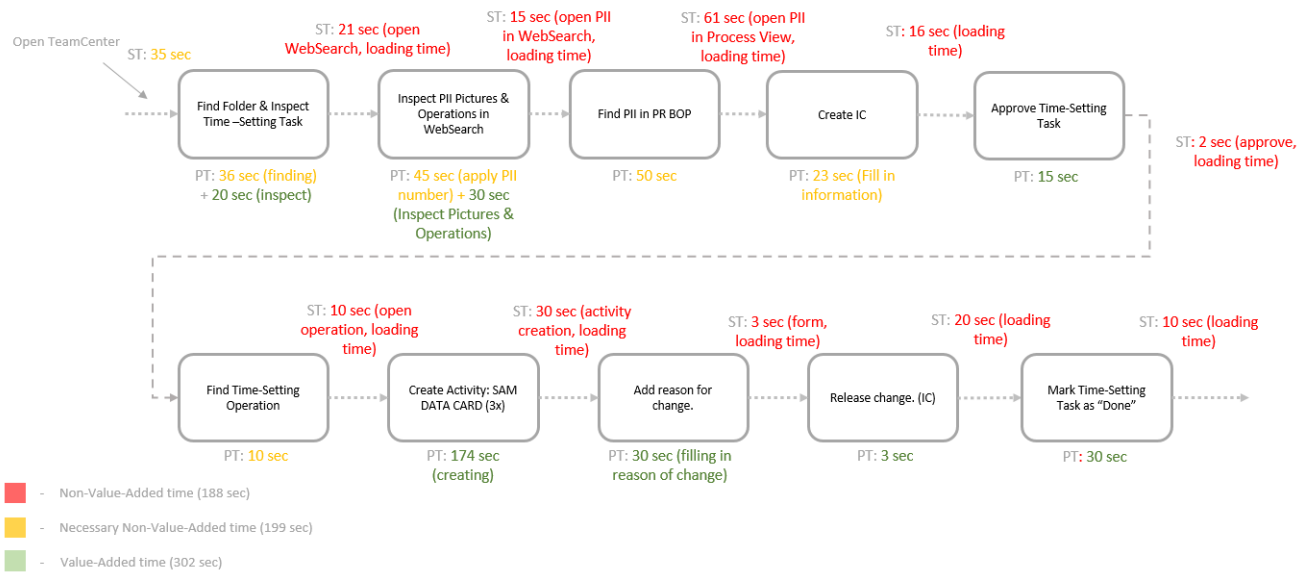 Open TeamCenter
ST: 35 sec
ST: 21 sec (open
WebSearch, loading time)
ST: 15 sec (open PII
in WebSearch,
loading time)
ST: 61 sec (open PII
in Process View,
loading time)
ST: 16 sec (loading
time)
Find Folder & Inspect
Time –Setting Task
Inspect PII Pictures &
Operations in
WebSearch
Find PII in PR BOP
Create IC
Approve Time-Setting
Task
ST: 2 sec (approve,
loading time)
PT: 36 sec (finding)
+ 20 sec (inspect)
PT: 45 sec (apply PII
number) + 30 sec
(Inspect Pictures &
Operations)
PT: 50 sec
PT: 23 sec (Fill in
information)
PT: 15 sec
ST: 10 sec (open
operation, loading
time)
ST: 30 sec (activity
creation, loading
time)
ST: 3 sec (form,
loading time)
ST: 20 sec (loading
time)
ST: 10 sec (loading
time)
Find Time-Setting
Operation
Create Activity: SAM
DATA CARD (3x)
Add reason for
change.
Release change. (IC)
Mark Time-Setting
Task as “Done”
PT: 10 sec
PT: 174 sec
(creating)
PT: 30 sec (filling in
reason of change)
PT: 3 sec
PT: 30 sec
- Non-Value-Added time (188 sec)
- Necessary Non-Value-Added time (199 sec)
- Value-Added time (302 sec)